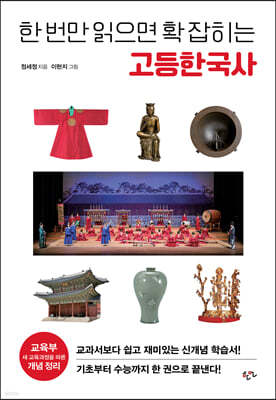 한 번만 읽으면 확 잡히는
고등한국사
정세정 지음 이현지 그림
교육부
새 교육과정을 따른
개념 정리
교과서보다 쉽고 재미있는 신개념 학습서!
기초부터 수능까지 한 권으로 끝낸다!